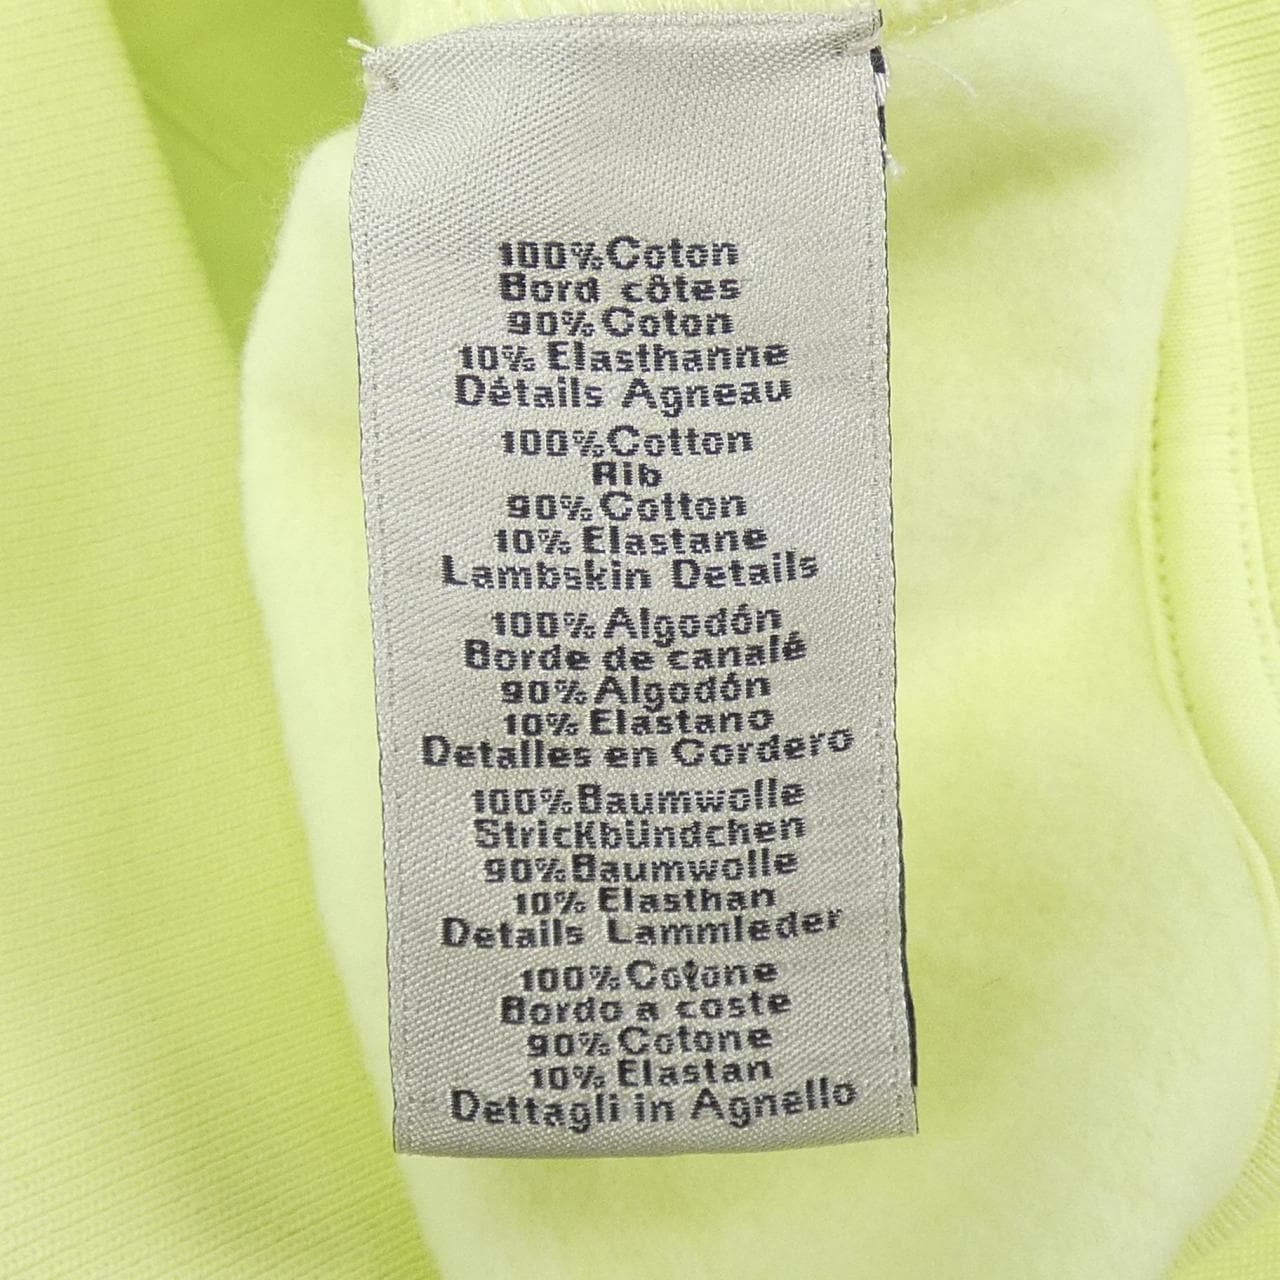 100% Coton
Bord côtes
90% Coton
10% Elasthanne
Détails Agneau
100% Cotton
Rib
90% Cotton
10% Elastane
Lambskin Details
100% Algodón
Borde de canalé
90% Algodón
10% Elastano
Detalles en Cordero
100% Baumwolle
Strickbündchen
90% Baumwolle
10% Elasthan
Details Lammleder
100% Cotone
Bordo a coste
90% Cotone
10% Elastan
Dettagli in Agnello